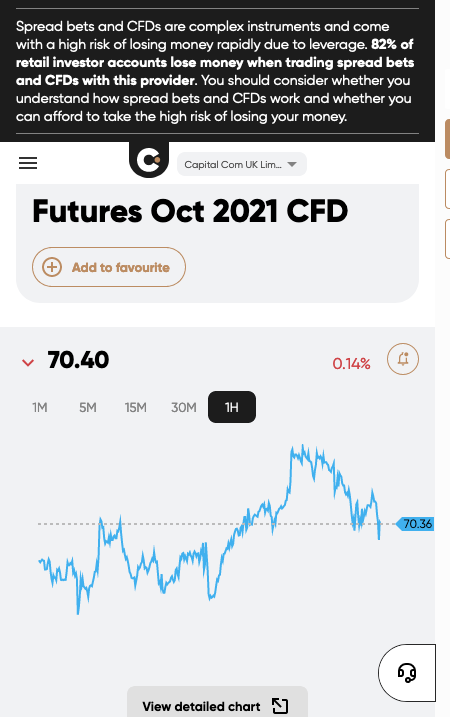 Spread bets and CFDs are complex instruments and come
with a high risk of losing money rapidly due to leverage. 82% of
retail investor accounts lose money when trading spread bets
and CFDs with this provider. You should consider whether you
understand how spread bets and CFDs work and whether you
can afford to take the high risk of losing your money.
Capital Com UK Lim...
Futures Oct 2021 CFD
Add to favourite
70.40
0.14%
1M 5M 15M 30M 1H
70.36
View detailed chart